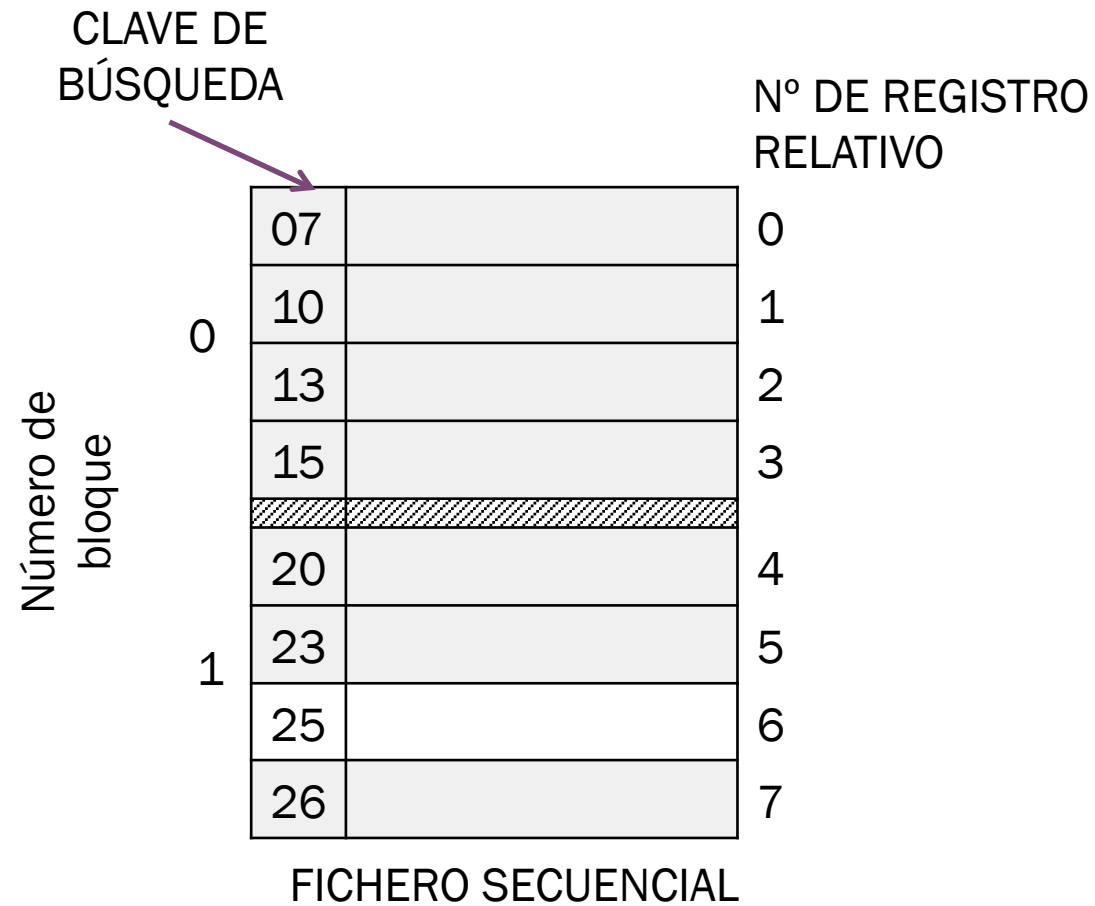 CLAVE DE
BÚSQUEDA
Nº DE REGISTRO
RELATIVO
Número de
bloque
0
1
07 0
10 1
13 2
15 3
20 4
23 5
25 6
26 7
FICHERO SECUENCIAL